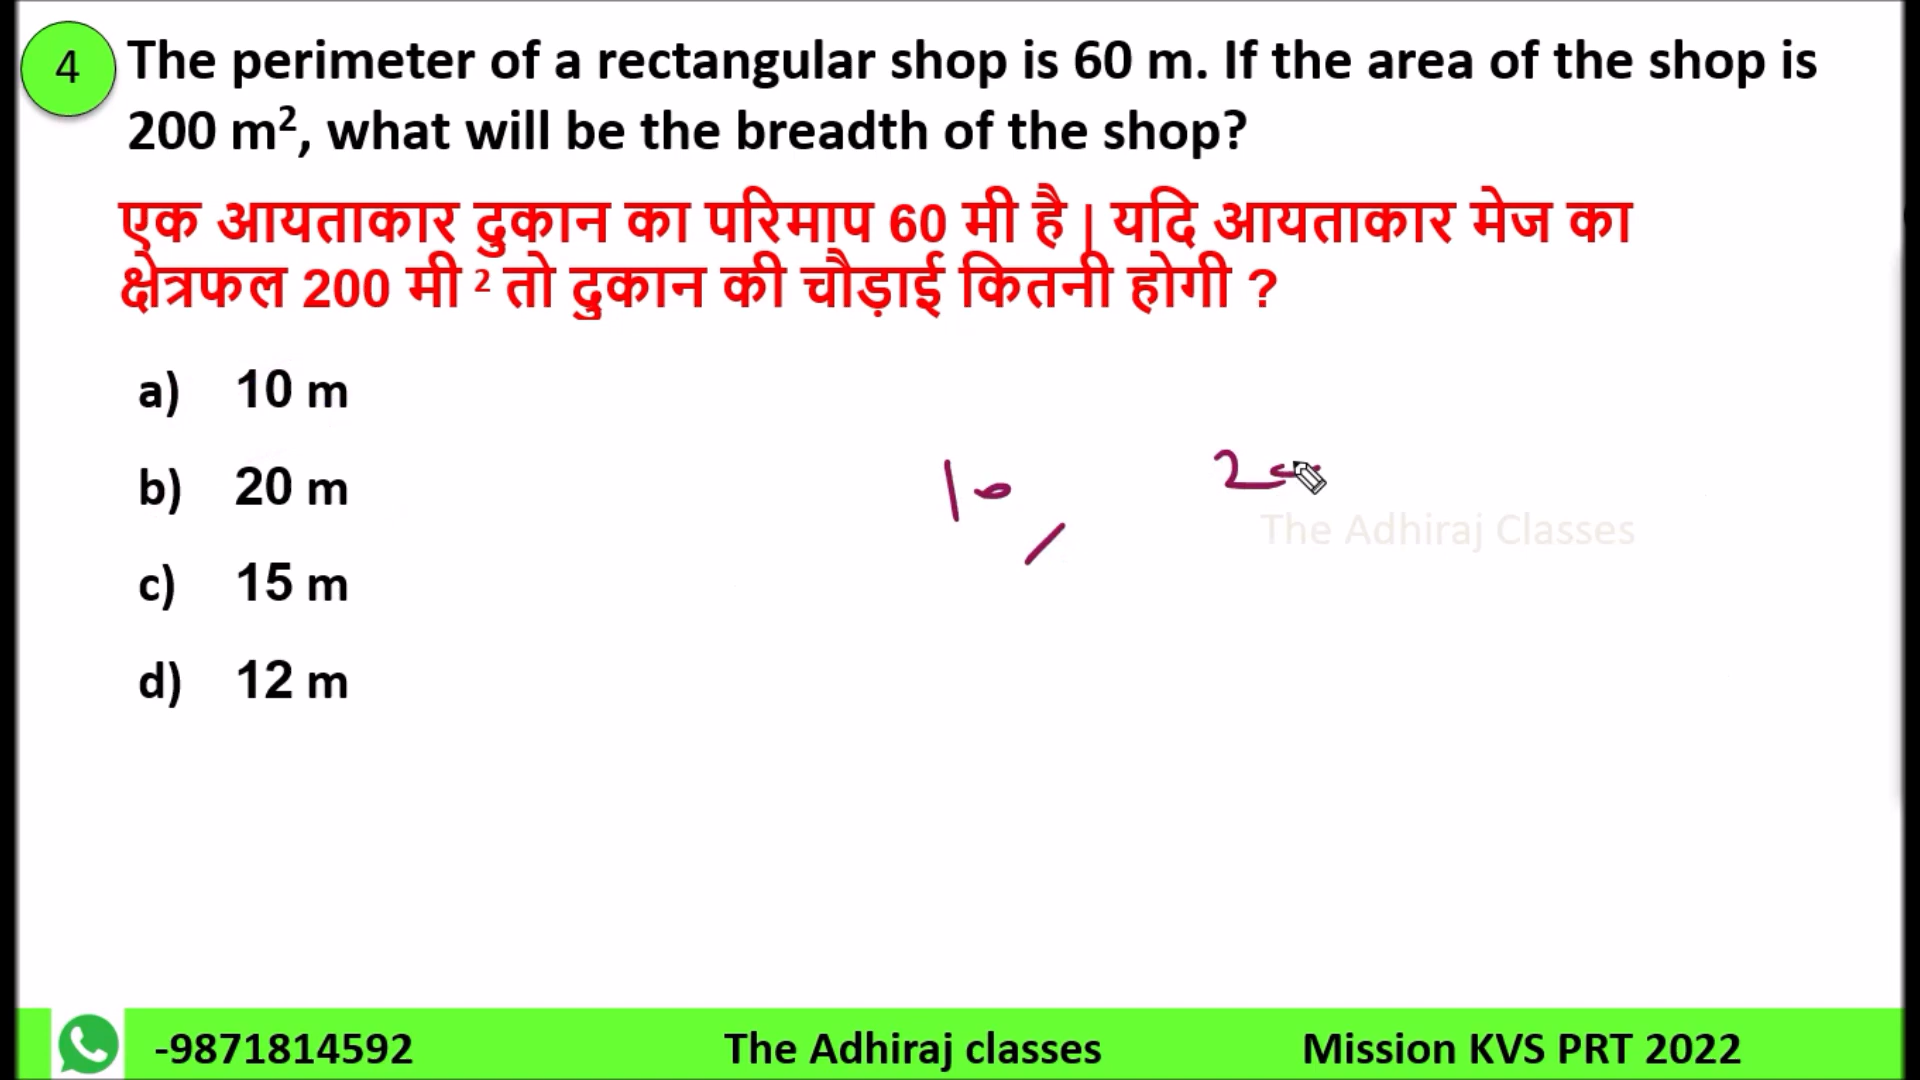 4
The perimeter of a rectangular shop is 60 m. If the area of the shop is
200 m², what will be the breadth of the shop?
एक आयताकार दुकान का परिमाप 60 मी है | यदि आयताकार मेज का
क्षेत्रफल 200 मी ² तो दुकान की चौड़ाई कितनी होगी ?
a) 10 m
b) 20 m
c) 15 m
d) 12 m
10
The Adhiraj Classes
-9871814592 The Adhiraj classes Mission KVS PRT 2022